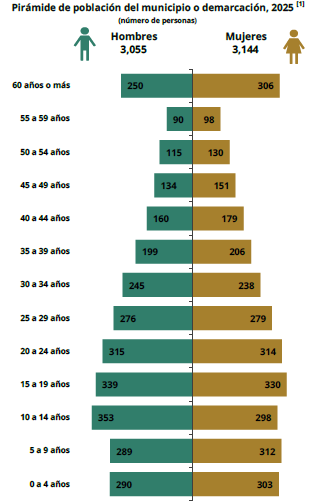 Pirámide de población del municipio o demarcación, 2025 [1]
(número de personas)
Hombres Mujeres
3,055 3,144
60 años o más 250 306
55 a 59 años 90 98
50 a 54 años 115 130
45 a 49 años 134 151
40 a 44 años 160 179
35 a 39 años 199 206
30 a 34 años 245 238
25 a 29 años 276 279
20 a 24 años 315 314
15 a 19 años 339 330
10 a 14 años 353 298
5 a 9 años 289 312
0 a 4 años 290 303